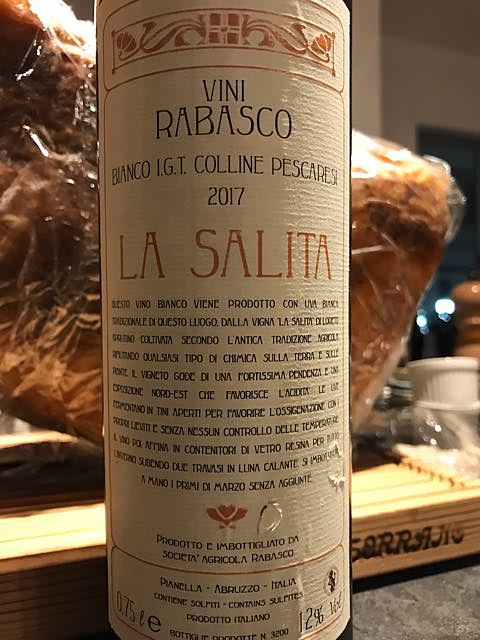 VINI
RABASCO
BIANCO I.G.T. COLLINE PESCARESI
2017
LA SALITA
QUESTO VINO BIANCO VIENE PRODOTTO CON UVA BIANCA
TRADIZIONALE DI QUESTO LUOGO, DALLA VIGNA "LA SALITA" DI LORETO
APRUTINO COLTIVATA SECONDO L'ANTICA TRADIZIONE AGRICOLA
RIFIUTANDO QUALSIASI TIPO DI CHIMICA SULLA TERRA E SULLE
PIANTE. IL VIGNETO GODE DI UNA FORTISSIMA PENDENZA E UNA
ESPOSIZIONE NORD-EST CHE FAVORISCE L'ACIDITÀ. LE UVE
FERMENTANO IN TINI APERTI PER FAVORIRE L'OSSIGENAZIONE CON I
PROPRI LIEVITI E SENZA NESSUN CONTROLLO DELLE TEMPERATURE.
IL VINO POI AFFINA IN CONTENITORI DI VETRO RESINA PER TUTTO
L'INVERNO SUBENDO DUE TRAVASI IN LUNA CALANTE. SI IMBOTTIGLIA
A MANO I PRIMI DI MARZO SENZA AGGIUNTE.
PRODOTTO E IMBOTTIGLIATO DA
SOCIETA' AGRICOLA RABASCO
PIANELLA - ABRUZZO - ITALIA
CONTIENE SOLFITI - CONTAINS SULFITES
0,75 L e
PRODOTTO ITALIANO
12% Vol
BOTTIGLIE PRODOTTE N. 3200
SERRANO